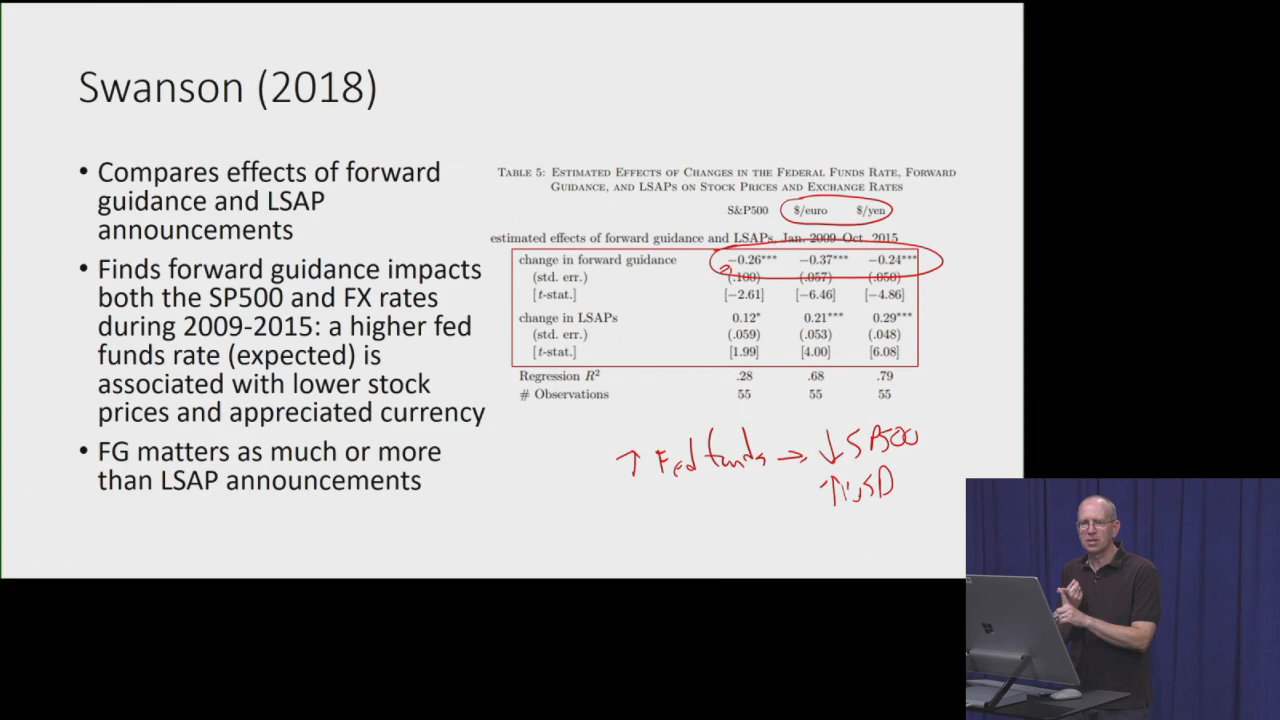 Swanson (2018)
• Compares effects of forward
guidance and LSAP
announcements
• Finds forward guidance impacts
both the SP500 and FX rates
during 2009-2015: a higher fed
funds rate (expected) is
associated with lower stock
prices and appreciated currency
• FG matters as much or more
than LSAP announcements
TABLE 5: ESTIMATED EFFECTS OF CHANGES IN THE FEDERAL FUNDS RATE, FORWARD
GUIDANCE, AND LSAPS ON STOCK PRICES AND EXCHANGE RATES
S&P500 $/euro $/yen
estimated effects of forward guidance and LSAPs, Jan. 2009–Oct. 2015
change in forward guidance −0.26*** −0.37*** −0.24***
(std. err.) (.100) (.057) (.050)
[t-stat.] [−2.61] [−6.46] [−4.86]
change in LSAPs 0.12* 0.21*** 0.29***
(std. err.) (.059) (.053) (.048)
[t-stat.] [1.99] [4.00] [6.08]
Regression R² .28 .68 .79
# Observations 55 55 55
↑ Fed funds → ↓ SP500
↑ USD